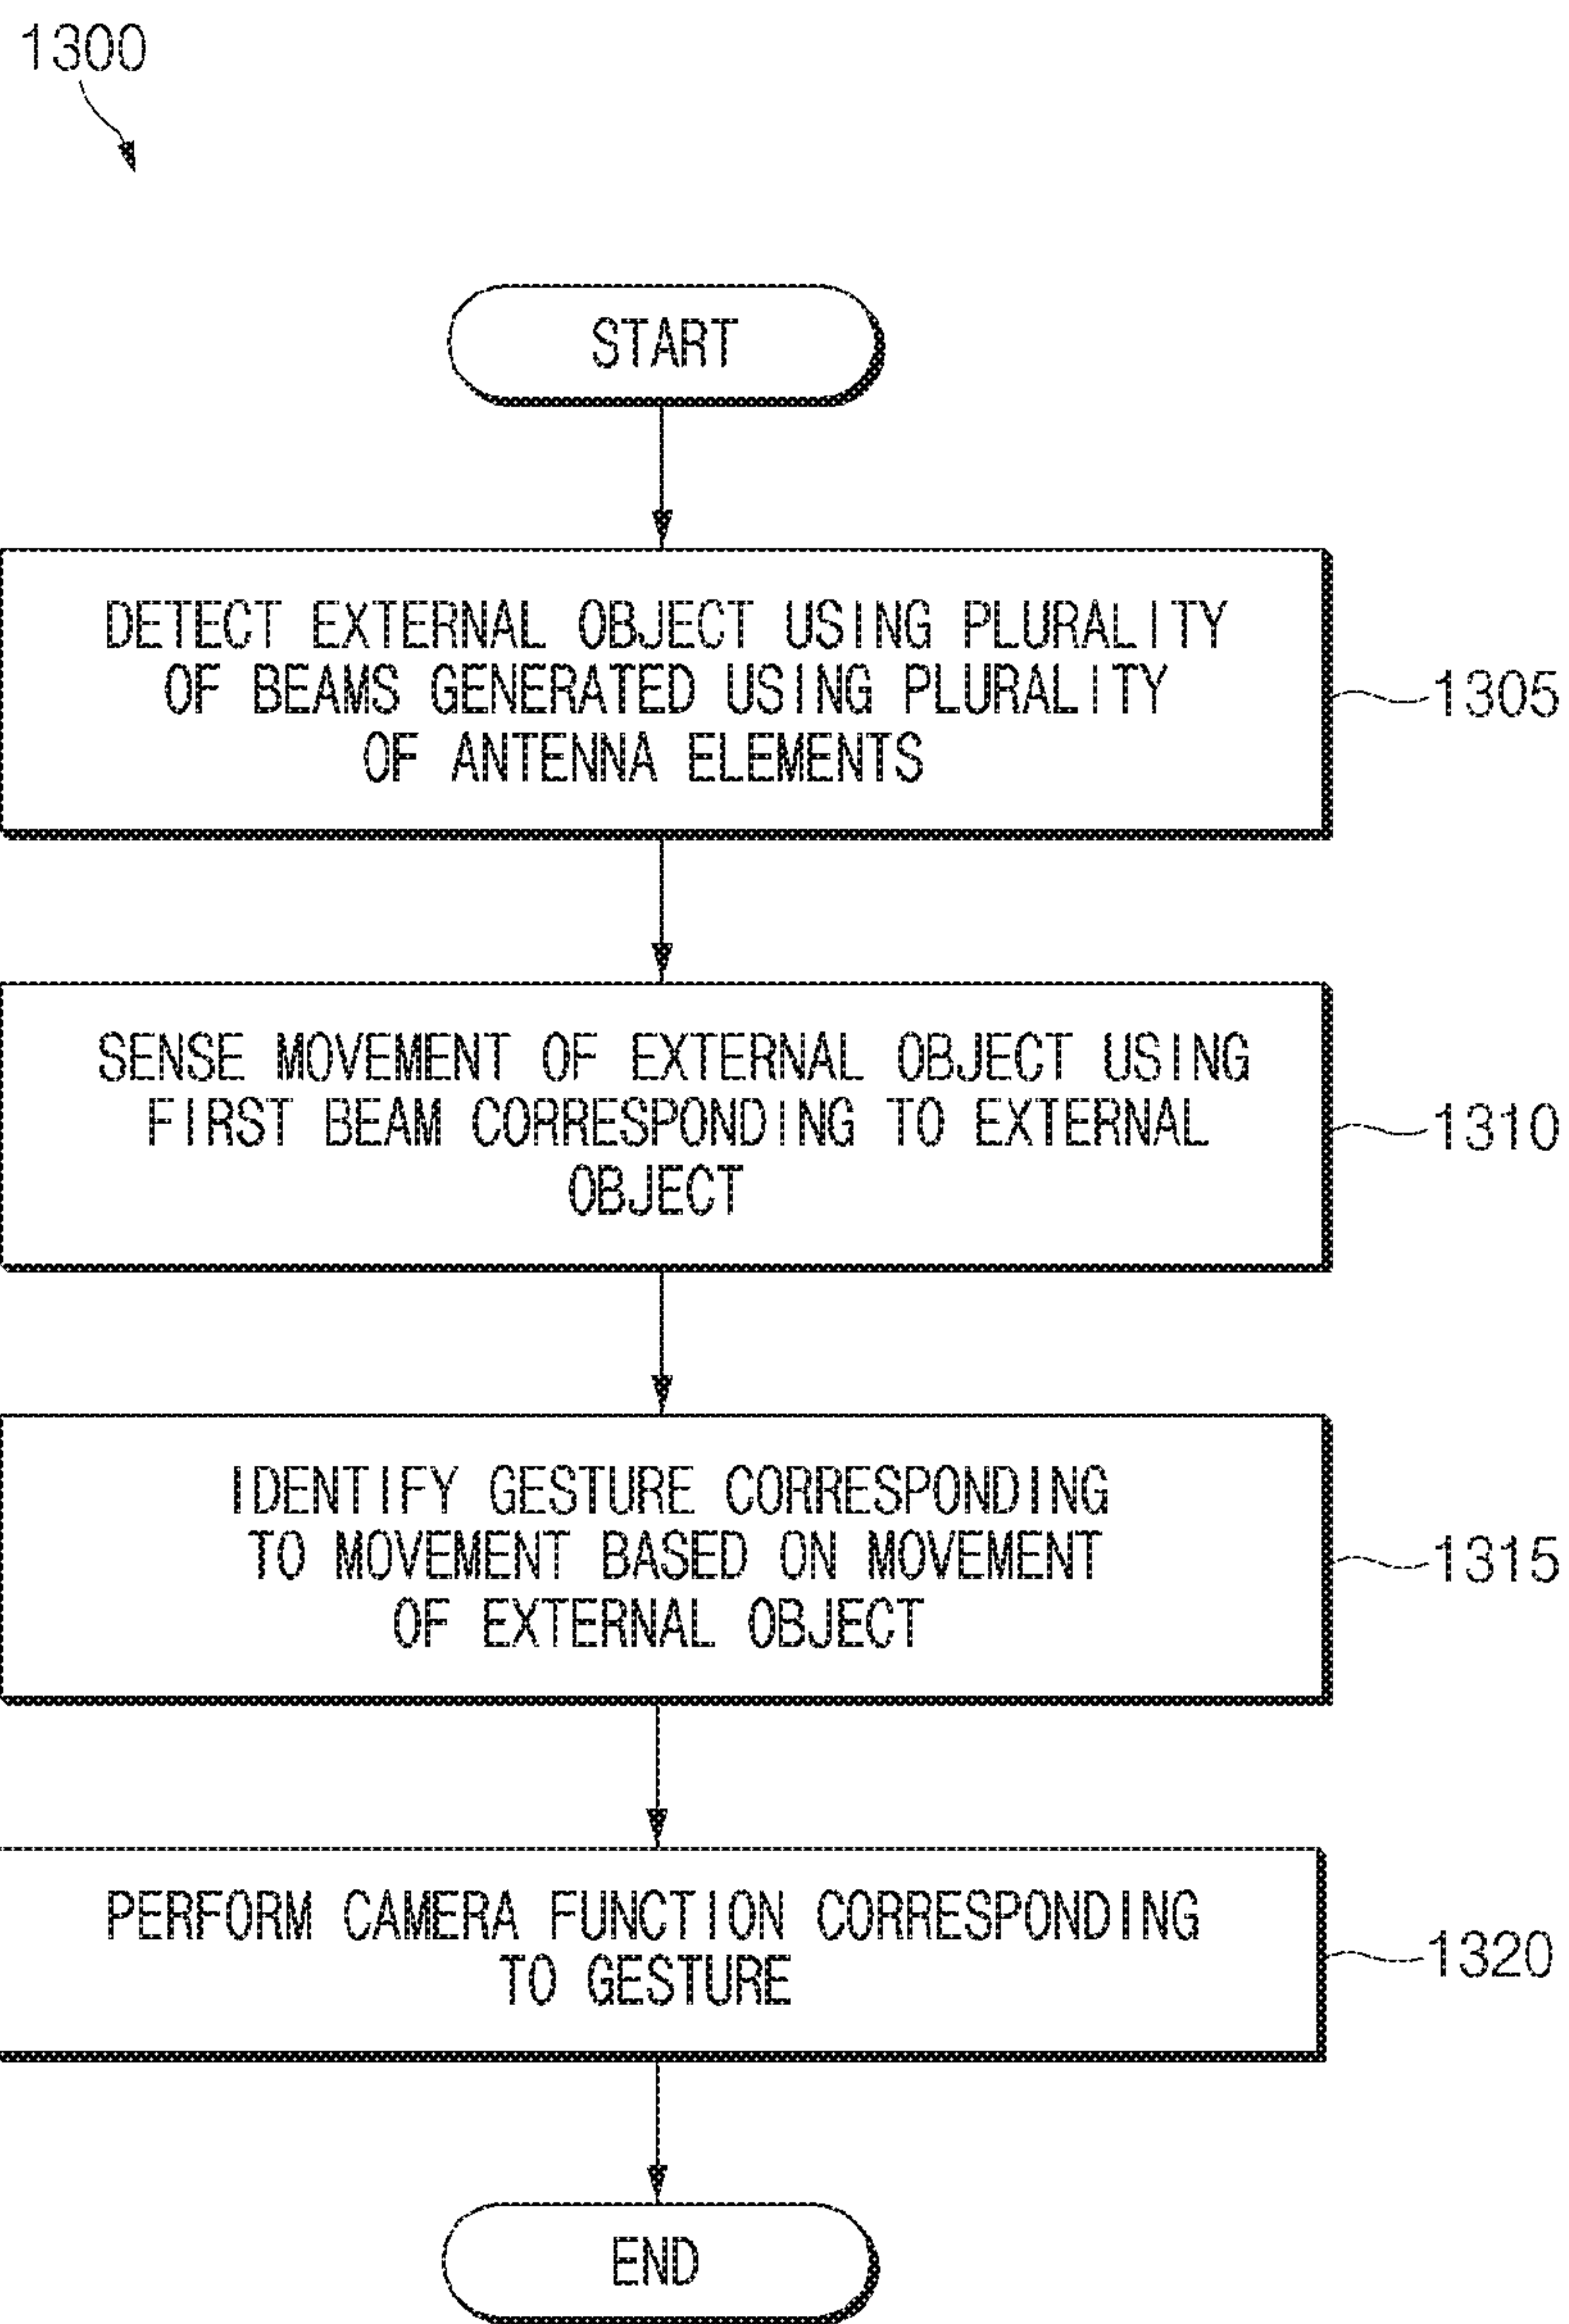 1300
START
DETECT EXTERNAL OBJECT USING PLURALITY
OF BEAMS GENERATED USING PLURALITY
OF ANTENNA ELEMENTS
1305
SENSE MOVEMENT OF EXTERNAL OBJECT USING
FIRST BEAM CORRESPONDING TO EXTERNAL
OBJECT
1310
IDENTIFY GESTURE CORRESPONDING
TO MOVEMENT BASED ON MOVEMENT
OF EXTERNAL OBJECT
1315
PERFORM CAMERA FUNCTION CORRESPONDING
TO GESTURE
1320
END